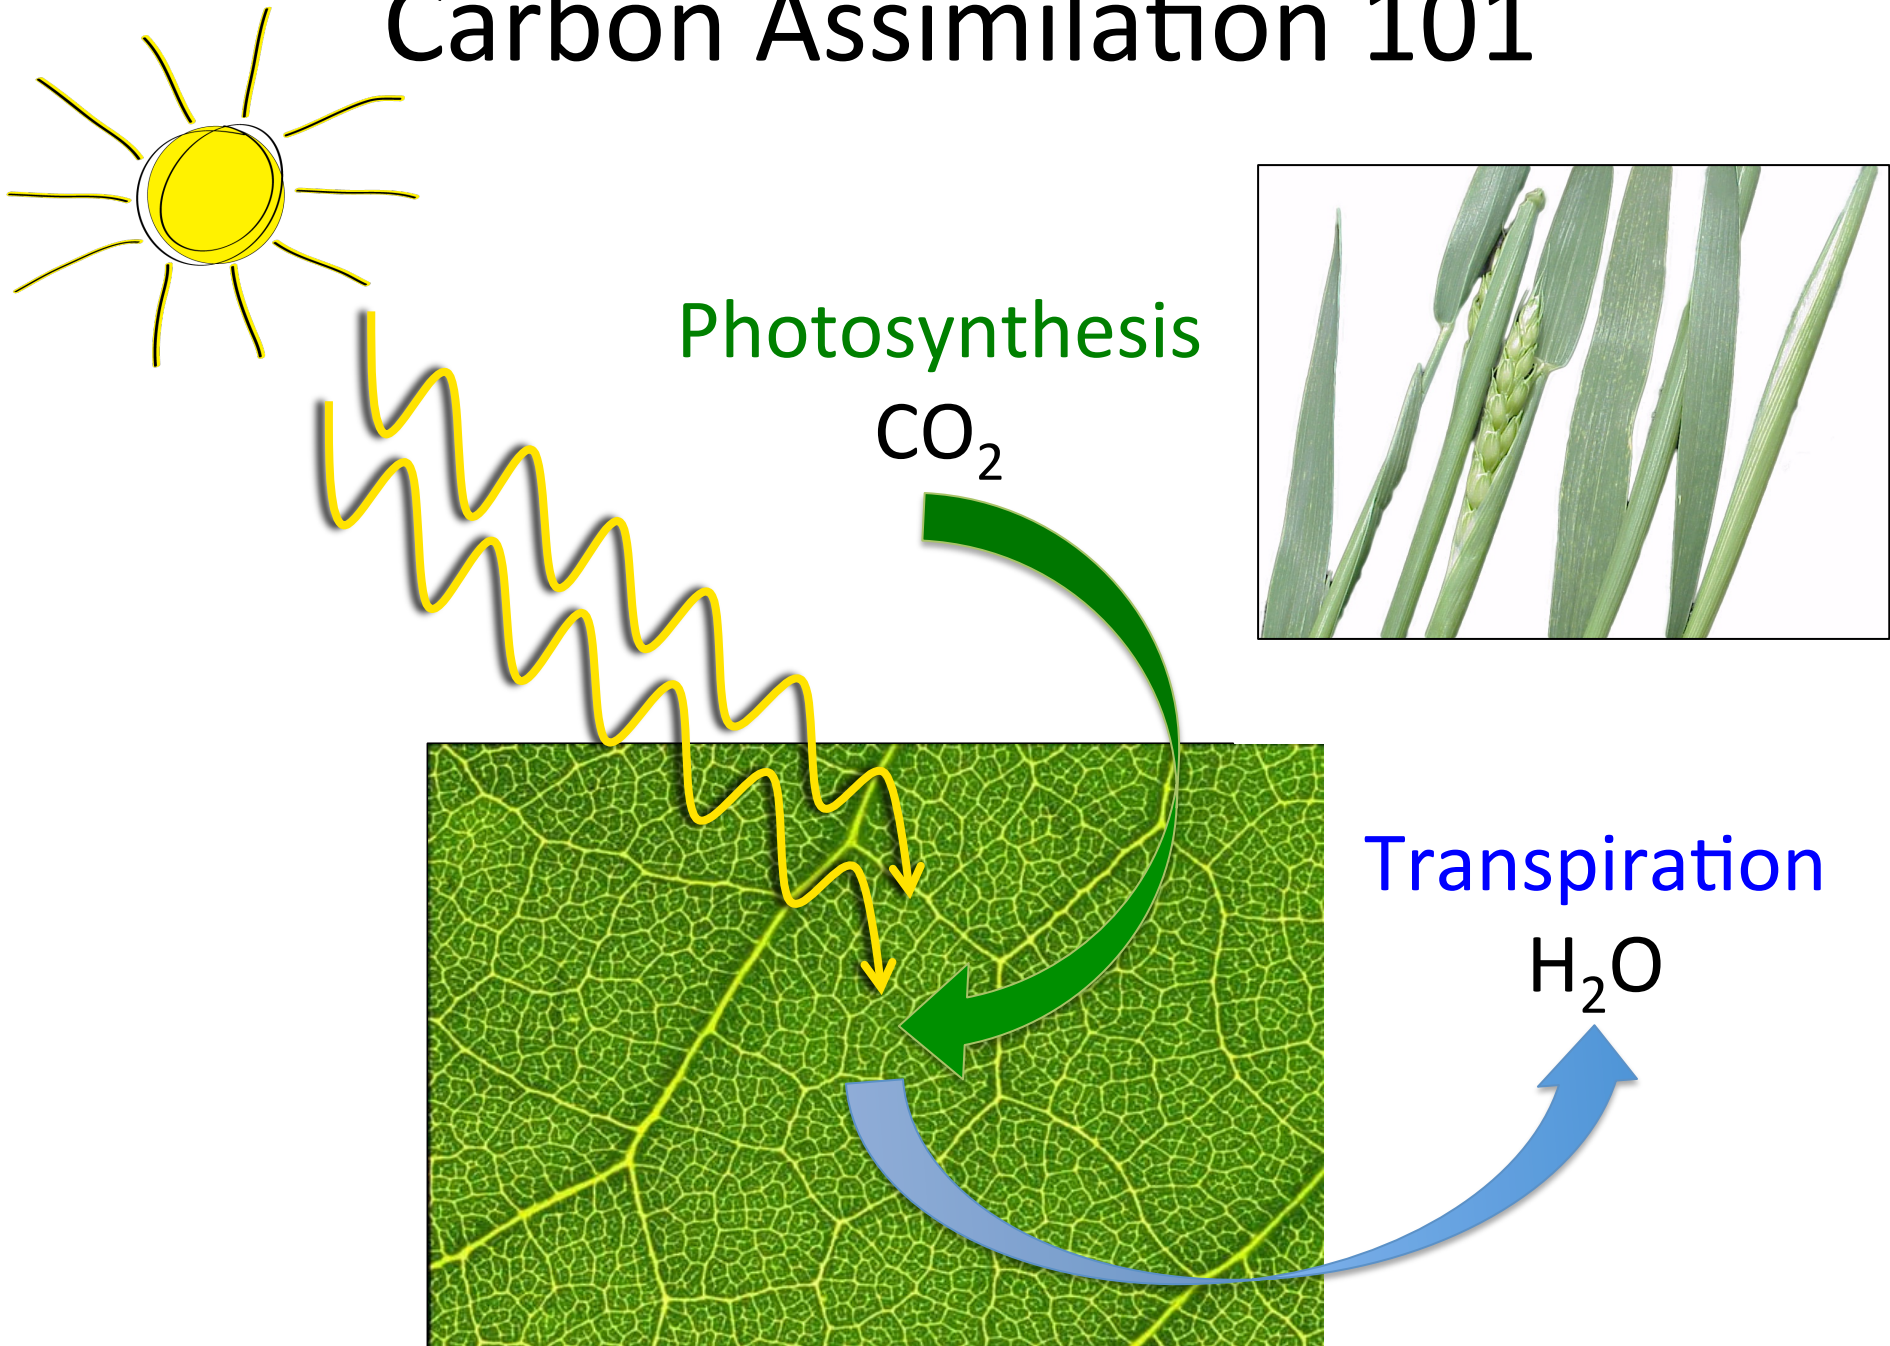 Carbon Assimilation 101
Photosynthesis
CO₂
Transpiration
H₂O